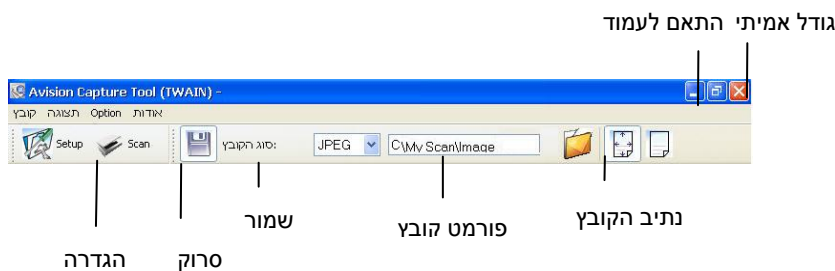 גודל אמיתי התאם לעמוד
Avision Capture Tool (TWAIN) -
קובץ תצוגה Option אודות
Setup Scan סוג הקובץ: JPEG C\My Scan\Image
שמור פורמט קובץ נתיב הקובץ
הגדרה סרוק